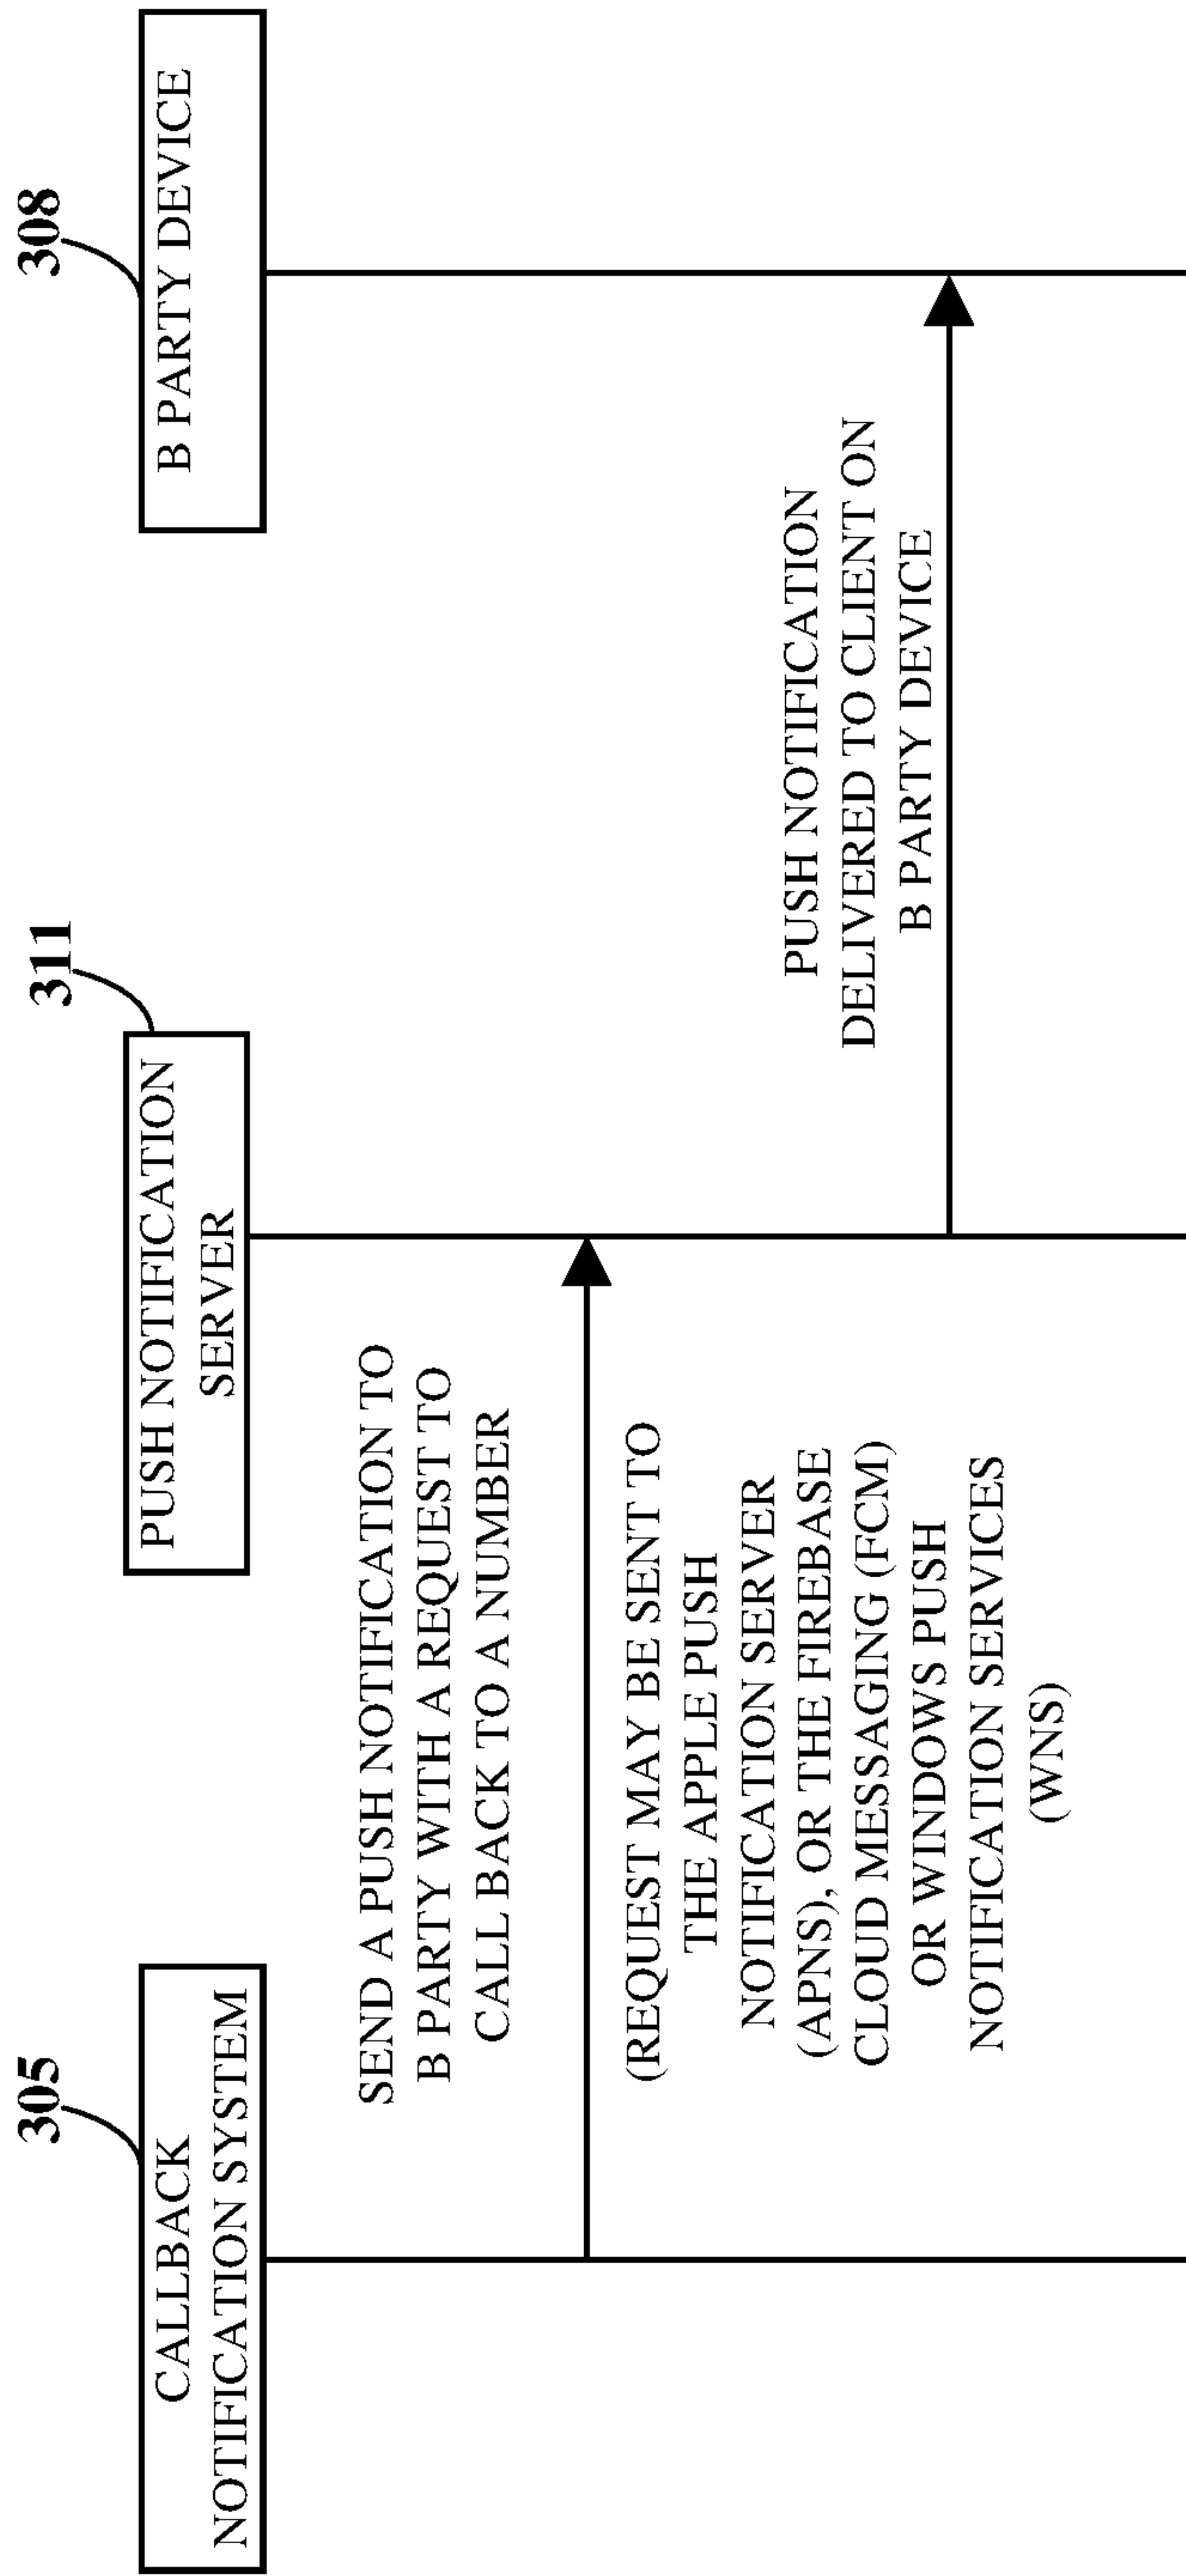 305
CALLBACK
NOTIFICATION SYSTEM
311
PUSH NOTIFICATION
SERVER
308
B PARTY DEVICE
SEND A PUSH NOTIFICATION TO
B PARTY WITH A REQUEST TO
CALL BACK TO A NUMBER
(REQUEST MAY BE SENT TO
THE APPLE PUSH
NOTIFICATION SERVER
(APNS), OR THE FIREBASE
CLOUD MESSAGING (FCM)
OR WINDOWS PUSH
NOTIFICATION SERVICES
(WNS)
PUSH NOTIFICATION
DELIVERED TO CLIENT ON
B PARTY DEVICE